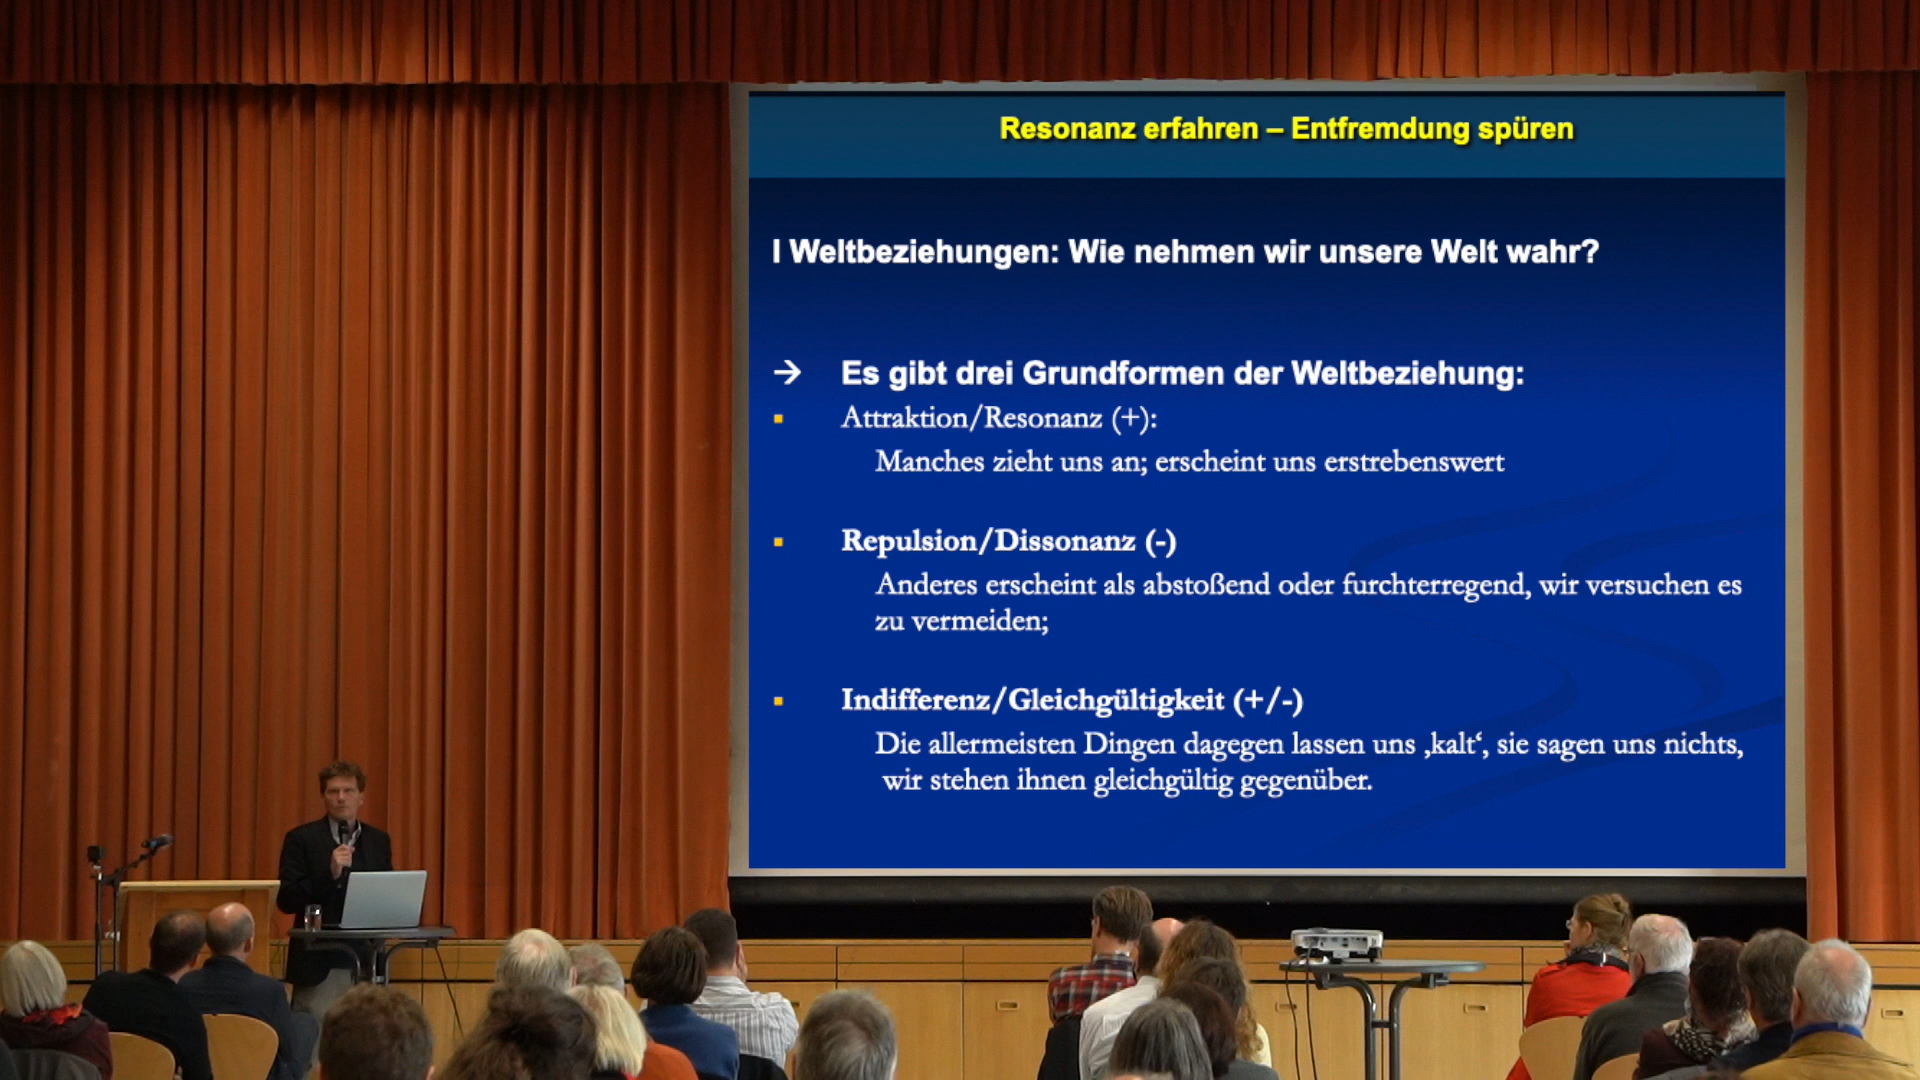 Resonanz erfahren – Entfremdung spüren
I Weltbeziehungen: Wie nehmen wir unsere Welt wahr?
→ Es gibt drei Grundformen der Weltbeziehung:
▪ Attraktion/Resonanz (+):
Manches zieht uns an; erscheint uns erstrebenswert
▪ Repulsion/Dissonanz (-)
Anderes erscheint als abstoßend oder furchterregend, wir versuchen es
zu vermeiden;
▪ Indifferenz/Gleichgültigkeit (+/-)
Die allermeisten Dingen dagegen lassen uns ‚kalt‘, sie sagen uns nichts,
wir stehen ihnen gleichgültig gegenüber.